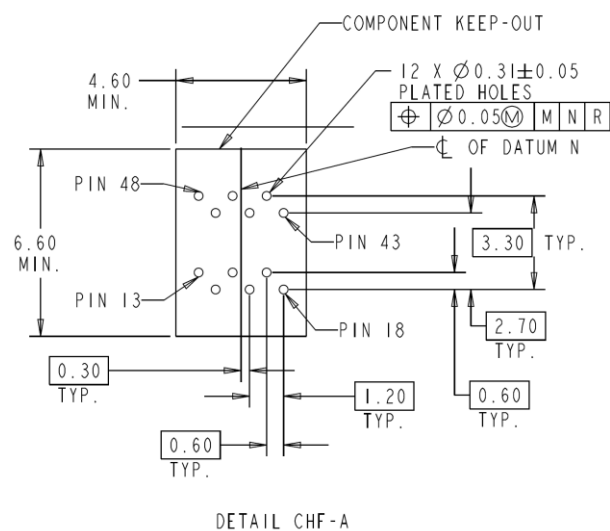 COMPONENT KEEP-OUT
4.60
MIN.
12 X Ø0.31±0.05
PLATED HOLES
⌖ Ø0.05Ⓜ M N R
℄ OF DATUM N
PIN 48
PIN 43
3.30 TYP.
6.60
MIN.
PIN 13
PIN 18
2.70
TYP.
0.30
TYP.
1.20
TYP.
0.60
TYP.
0.60
TYP.
DETAIL CHF-A